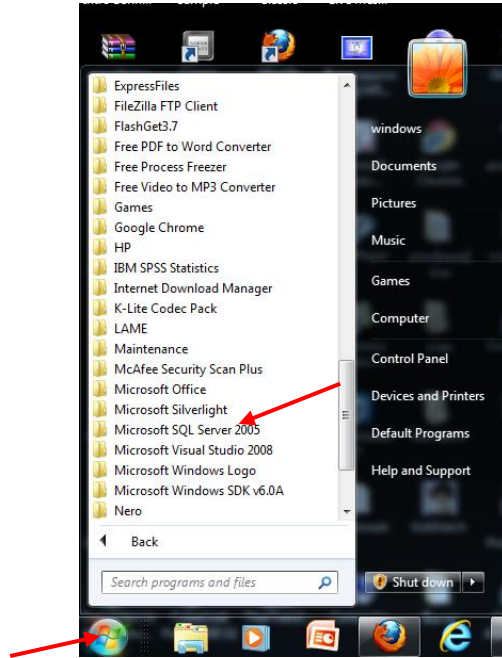 ExpressFiles
FileZilla FTP Client
FlashGet3.7
Free PDF to Word Converter
Free Process Freezer
Free Video to MP3 Converter
Games
Google Chrome
HP
IBM SPSS Statistics
Internet Download Manager
K-Lite Codec Pack
LAME
Maintenance
McAfee Security Scan Plus
Microsoft Office
Microsoft Silverlight
Microsoft SQL Server 2005
Microsoft Visual Studio 2008
Microsoft Windows Logo
Microsoft Windows SDK v6.0A
Nero
Back
Search programs and files
windows
Documents
Pictures
Music
Games
Computer
Control Panel
Devices and Printers
Default Programs
Help and Support
Shut down